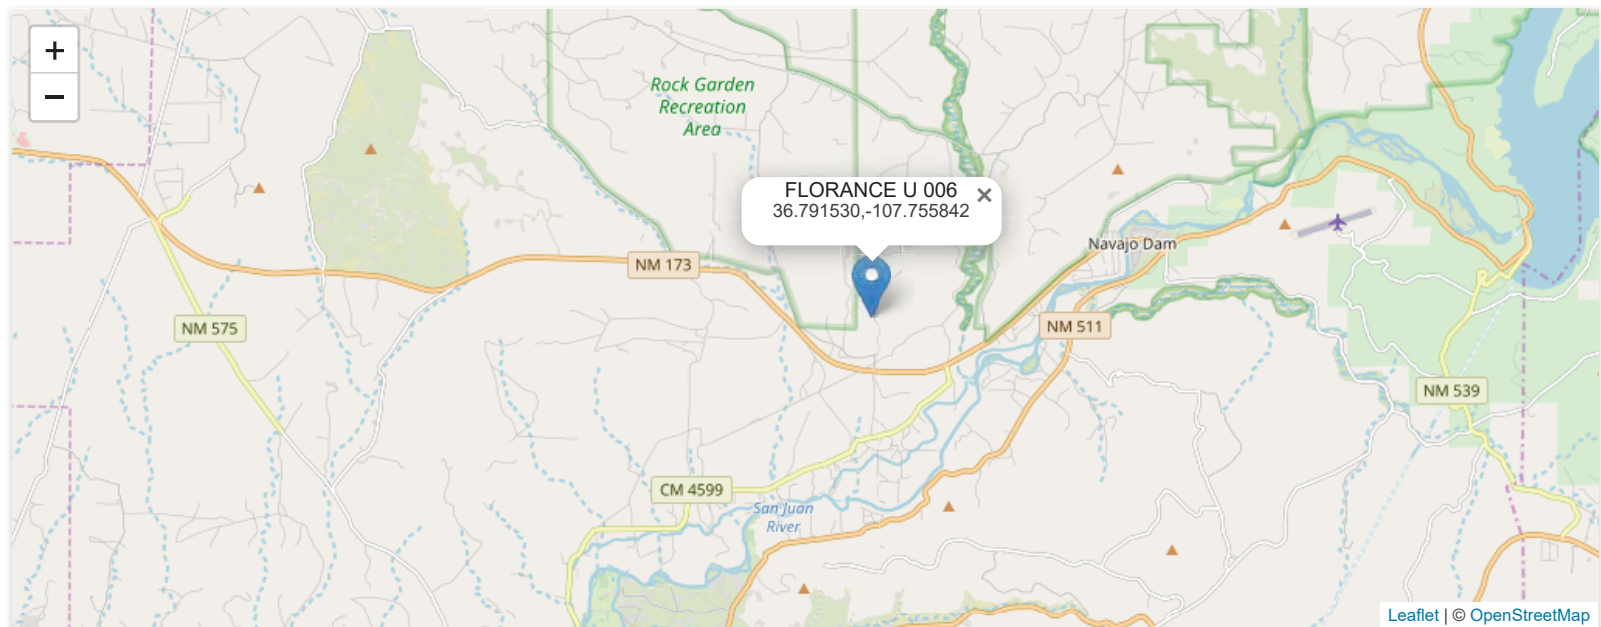 +
−
Rock Garden
Recreation
Area
FLORANCE U 006
×
36.791530,-107.755842
Navajo Dam
NM 173
NM 575
NM 511
NM 539
CM 4599
San Juan
River
Leaflet | © OpenStreetMap